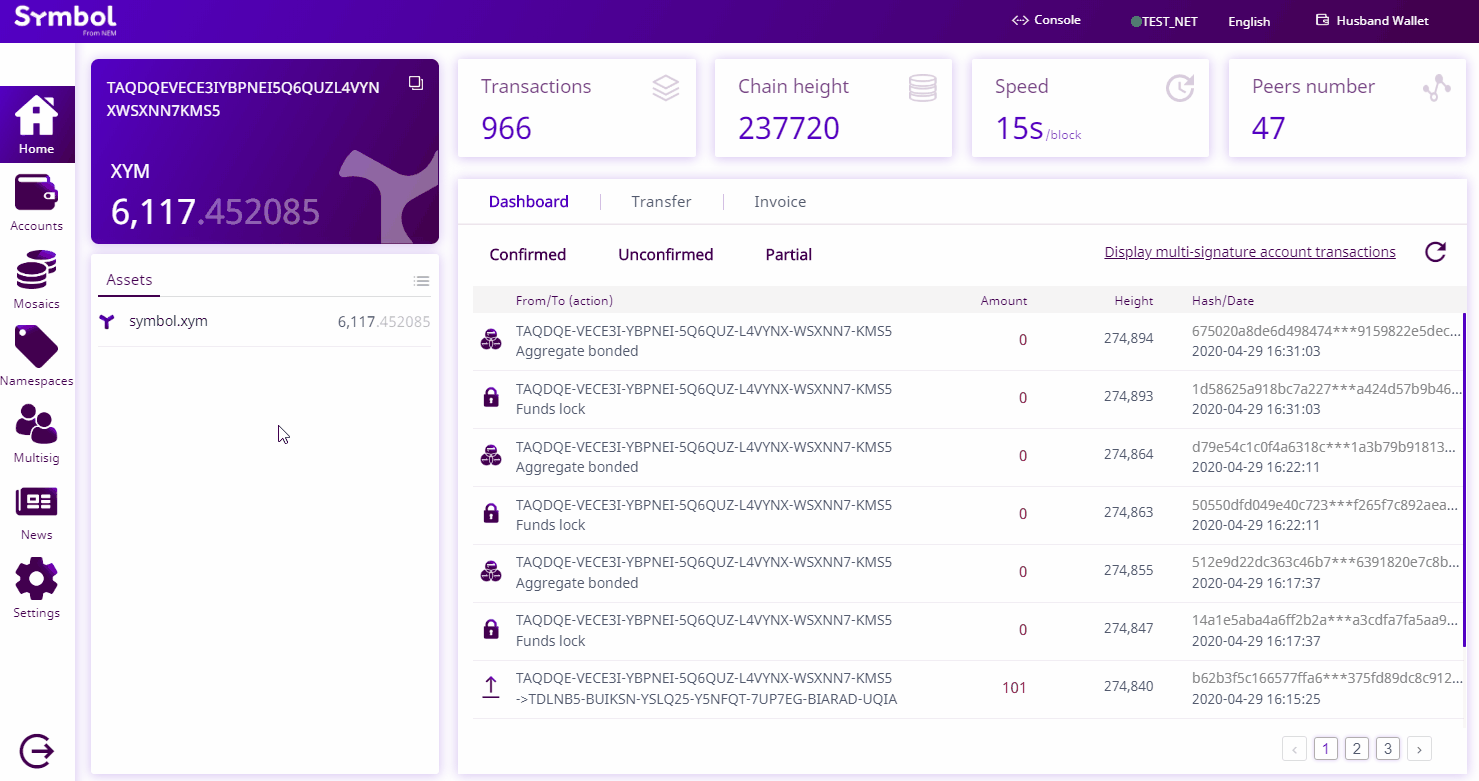 Symbol
From NEM
Console
TEST_NET
English
Husband Wallet
Home
Accounts
Mosaics
Namespaces
Multisig
News
Settings
TAQDQEVECE3IYBPNEI5Q6QUZL4VYN
XWSXNN7KMS5
XYM
6,117.452085
Assets
symbol.xym 6,117.452085
Transactions
966
Chain height
237720
Speed
15s/block
Peers number
47
Dashboard Transfer Invoice
Confirmed Unconfirmed Partial Display multi-signature account transactions
From/To (action) Amount Height Hash/Date
TAQDQE-VECE3I-YBPNEI-5Q6QUZ-L4VYNX-WSXNN7-KMS5 0 274,894 675020a8de6d498474***9159822e5dec...
Aggregate bonded 2020-04-29 16:31:03
TAQDQE-VECE3I-YBPNEI-5Q6QUZ-L4VYNX-WSXNN7-KMS5 0 274,893 1d58625a918bc7a227***a424d57b9b46...
Funds lock 2020-04-29 16:31:03
TAQDQE-VECE3I-YBPNEI-5Q6QUZ-L4VYNX-WSXNN7-KMS5 0 274,864 d79e54c1c0f4a6318c***1a3b79b91813...
Aggregate bonded 2020-04-29 16:22:11
TAQDQE-VECE3I-YBPNEI-5Q6QUZ-L4VYNX-WSXNN7-KMS5 0 274,863 50550dfd049e40c723***f265f7c892aea...
Funds lock 2020-04-29 16:22:11
TAQDQE-VECE3I-YBPNEI-5Q6QUZ-L4VYNX-WSXNN7-KMS5 0 274,855 512e9d22dc363c46b7***6391820e7c8b...
Aggregate bonded 2020-04-29 16:17:37
TAQDQE-VECE3I-YBPNEI-5Q6QUZ-L4VYNX-WSXNN7-KMS5 0 274,847 14a1e5aba4a6ff2b2a***a3cdfa7fa5aa9...
Funds lock 2020-04-29 16:17:37
TAQDQE-VECE3I-YBPNEI-5Q6QUZ-L4VYNX-WSXNN7-KMS5 101 274,840 b62b3f5c166577ffa6***375fd89dc8c912...
->TDLNB5-BUIKSN-YSLQ25-Y5NFQT-7UP7EG-BIARAD-UQIA 2020-04-29 16:15:25
‹ 1 2 3 ›